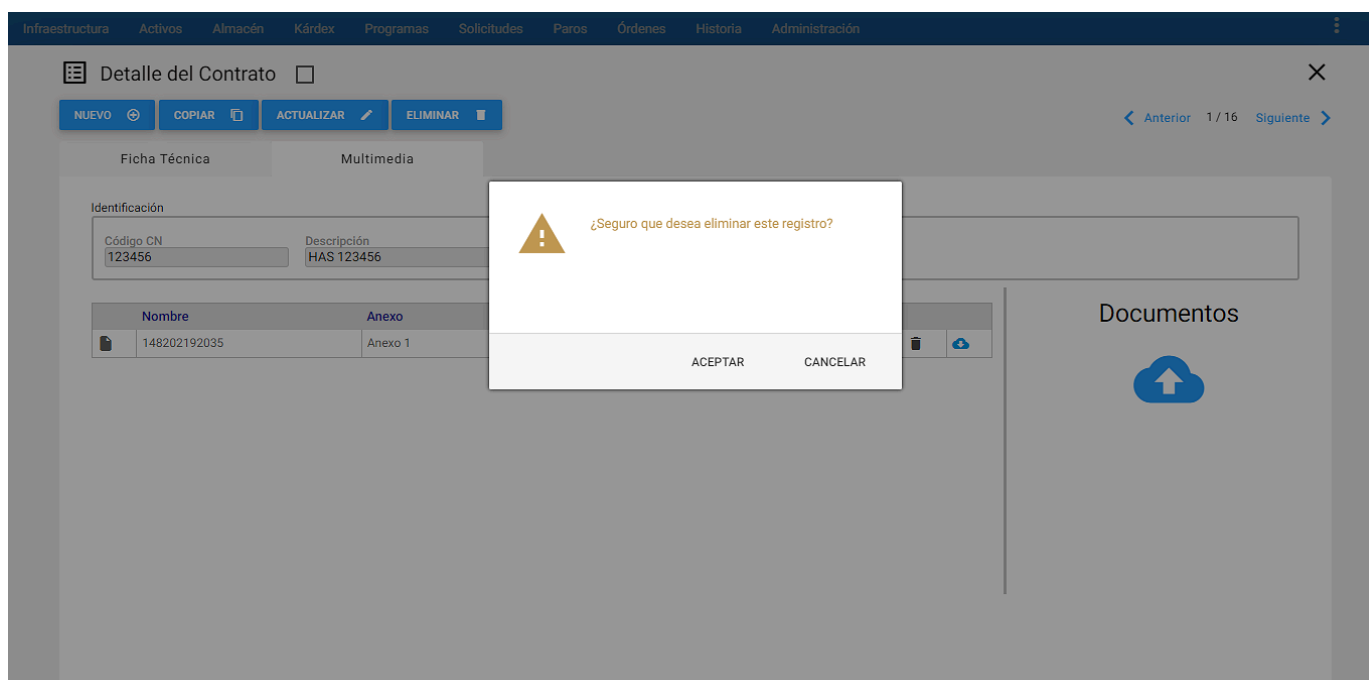 Infraestructura Activos Almacén Kárdex Programas Solicitudes Paros Órdenes Historia Administración
Detalle del Contrato
NUEVO COPIAR ACTUALIZAR ELIMINAR
Anterior 1 / 16 Siguiente
Ficha Técnica Multimedia
Identificación
Código CN Descripción
123456 HAS 123456
¿Seguro que desea eliminar este registro?
ACEPTAR CANCELAR
Nombre Anexo
148202192035 Anexo 1
Documentos